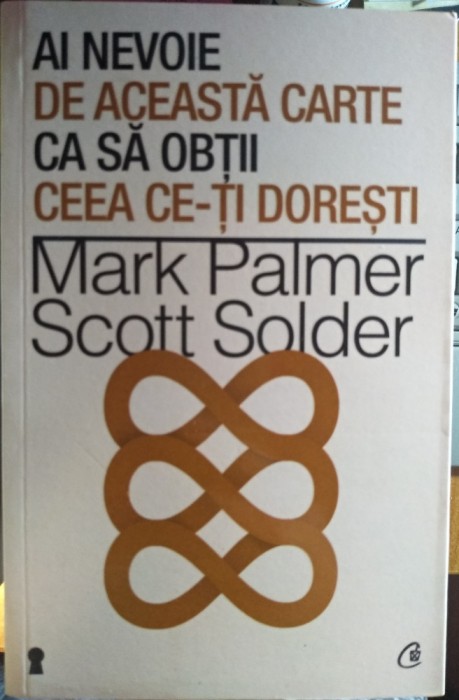 AI NEVOIE
DE ACEASTĂ CARTE
CA SĂ OBȚII
CEEA CE-ȚI DOREȘTI
Mark Palmer
Scott Solder